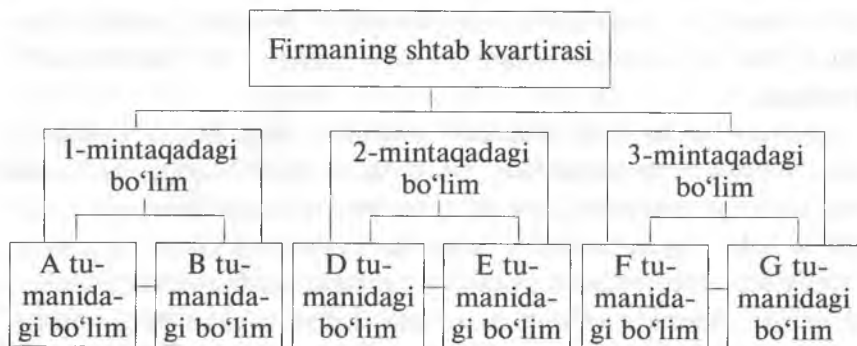 Firmaning shtab kvartirasi
1-mintaqadagi
bo‘lim
2-mintaqadagi
bo‘lim
3-mintaqadagi
bo‘lim
A tu-
manida-
gi bo‘lim
B tu-
manida-
gi bo‘lim
D tu-
manidagi
bo‘lim
E tu-
manidagi
bo‘lim
F tu-
manida-
gi bo‘lim
G tu-
manidagi
bo‘lim